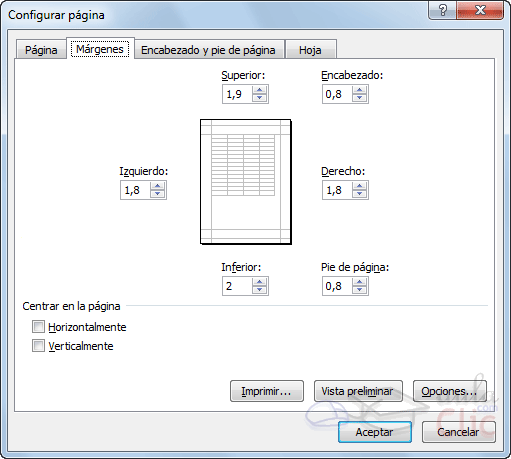 Configurar página
Página Márgenes Encabezado y pie de página Hoja
Superior: Encabezado:
1,9 0,8
Izquierdo: Derecho:
1,8 1,8
Inferior: Pie de página:
2 0,8
Centrar en la página
Horizontalmente
Verticalmente
Imprimir... Vista preliminar Opciones...
aulaClic.com
Aceptar Cancelar